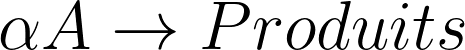 αA → Produits